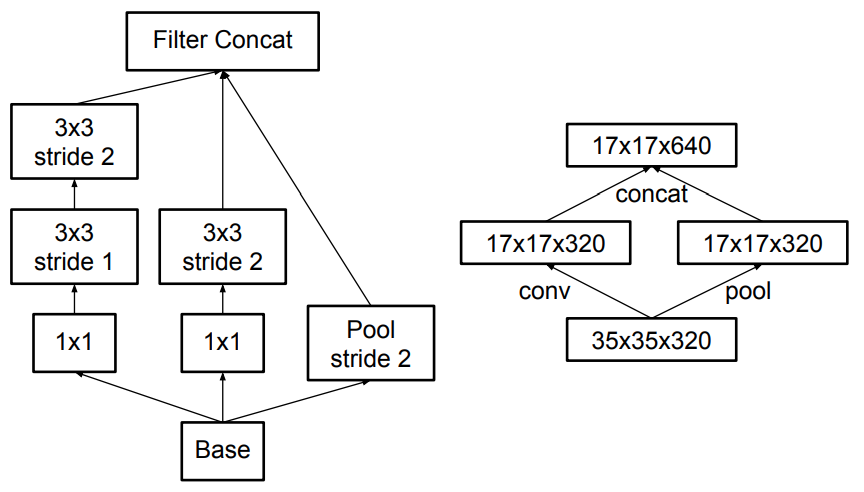 Filter Concat
3x3
stride 2
3x3
stride 1
3x3
stride 2
1x1
1x1
Pool
stride 2
Base
17x17x640
concat
17x17x320
17x17x320
conv
pool
35x35x320